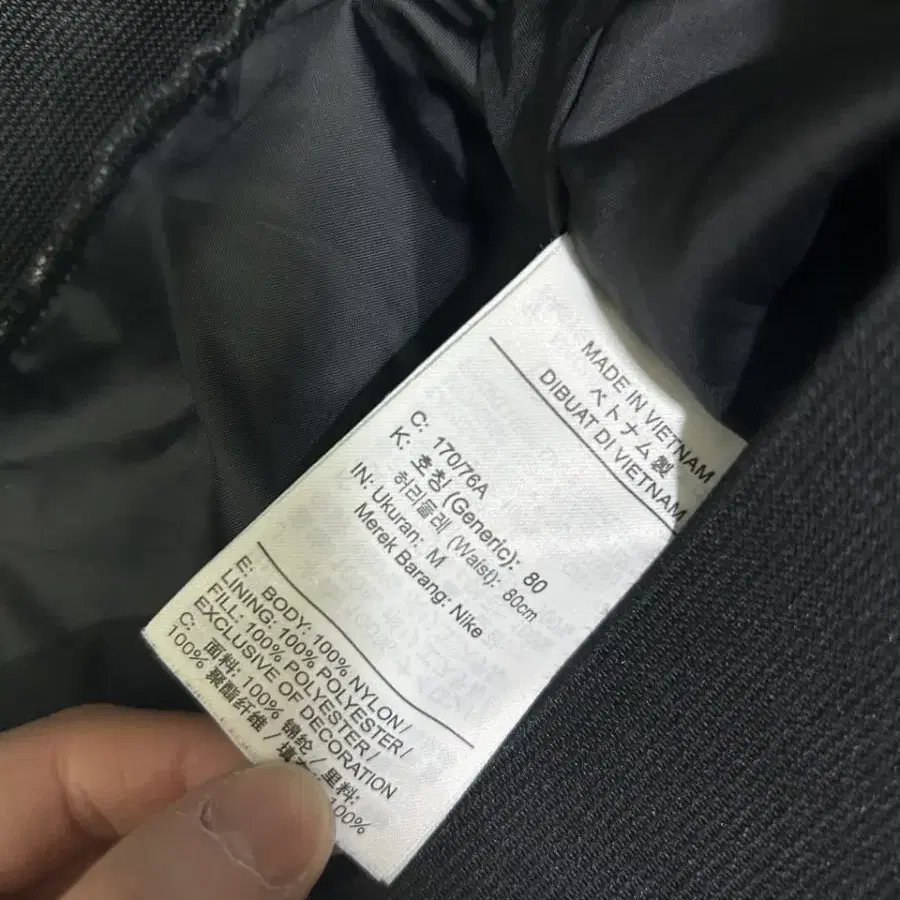 MADE IN VIETNAM
ベトナム製
DIBUAT DI VIETNAM
C: 170/76A
K: 호칭 (Generic): 80
허리둘레 (Waist): 80cm
IN: Ukuran: M
Merek Barang: Nike
E: BODY: 100% NYLON/
LINING: 100% POLYESTER/
FILL: 100% POLYESTER/
EXCLUSIVE OF DECORATION
C: 面料: 100% 锦纶 / 里料:
100% 聚酯纤维 / 填
100%